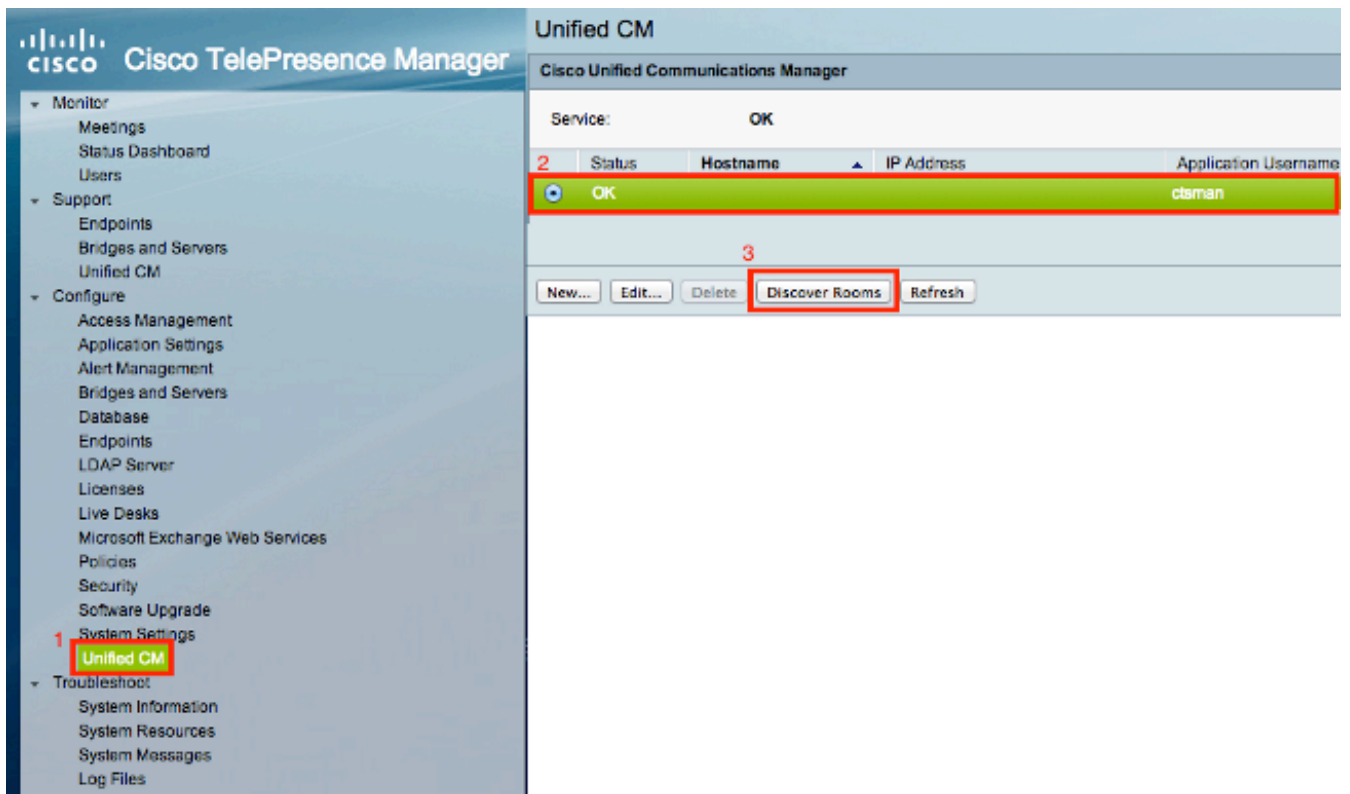 CISCO Cisco TelePresence Manager
Monitor
Meetings
Status Dashboard
Users
Support
Endpoints
Bridges and Servers
Unified CM
Configure
Access Management
Application Settings
Alert Management
Bridges and Servers
Database
Endpoints
LDAP Server
Licenses
Live Desks
Microsoft Exchange Web Services
Policies
Security
Software Upgrade
System Settings
1
Unified CM
Troubleshoot
System Information
System Resources
System Messages
Log Files
Unified CM
Cisco Unified Communications Manager
Service: OK
2 Status Hostname IP Address Application Username
OK ctsman
3
New... Edit... Delete Discover Rooms Refresh